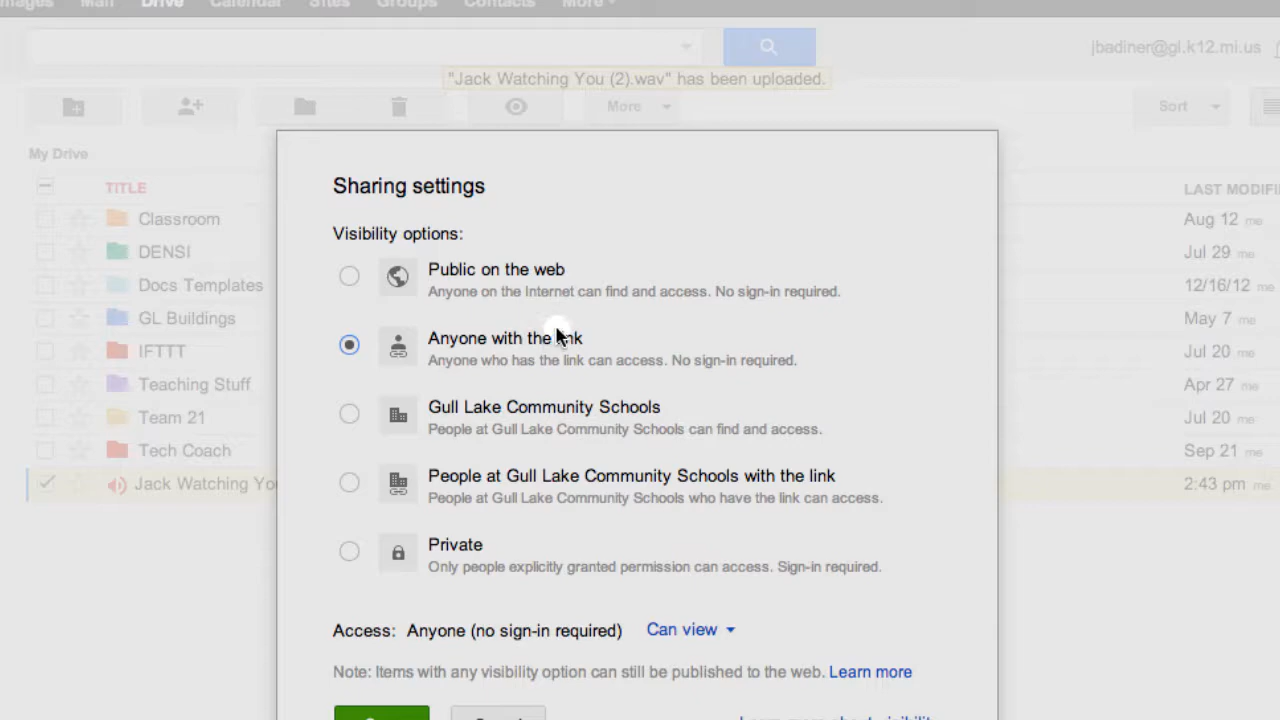 Images Mail Drive Calendar Sites Groups Contacts More
jbadiner@gl.k12.mi.us
"Jack Watching You (2).wav" has been uploaded.
More Sort
My Drive
TITLE LAST MODIFI
Classroom Aug 12 me
DENSI Jul 29 me
Docs Templates 12/16/12 me
GL Buildings May 7 me
IFTTT Jul 20 me
Teaching Stuff Apr 27 me
Team 21 Jul 20 me
Tech Coach Sep 21 me
Jack Watching You 2:43 pm me
Sharing settings
Visibility options:
Public on the web
Anyone on the Internet can find and access. No sign-in required.
Anyone with the link
Anyone who has the link can access. No sign-in required.
Gull Lake Community Schools
People at Gull Lake Community Schools can find and access.
People at Gull Lake Community Schools with the link
People at Gull Lake Community Schools who have the link can access.
Private
Only people explicitly granted permission can access. Sign-in required.
Access: Anyone (no sign-in required) Can view
Note: Items with any visibility option can still be published to the web. Learn more